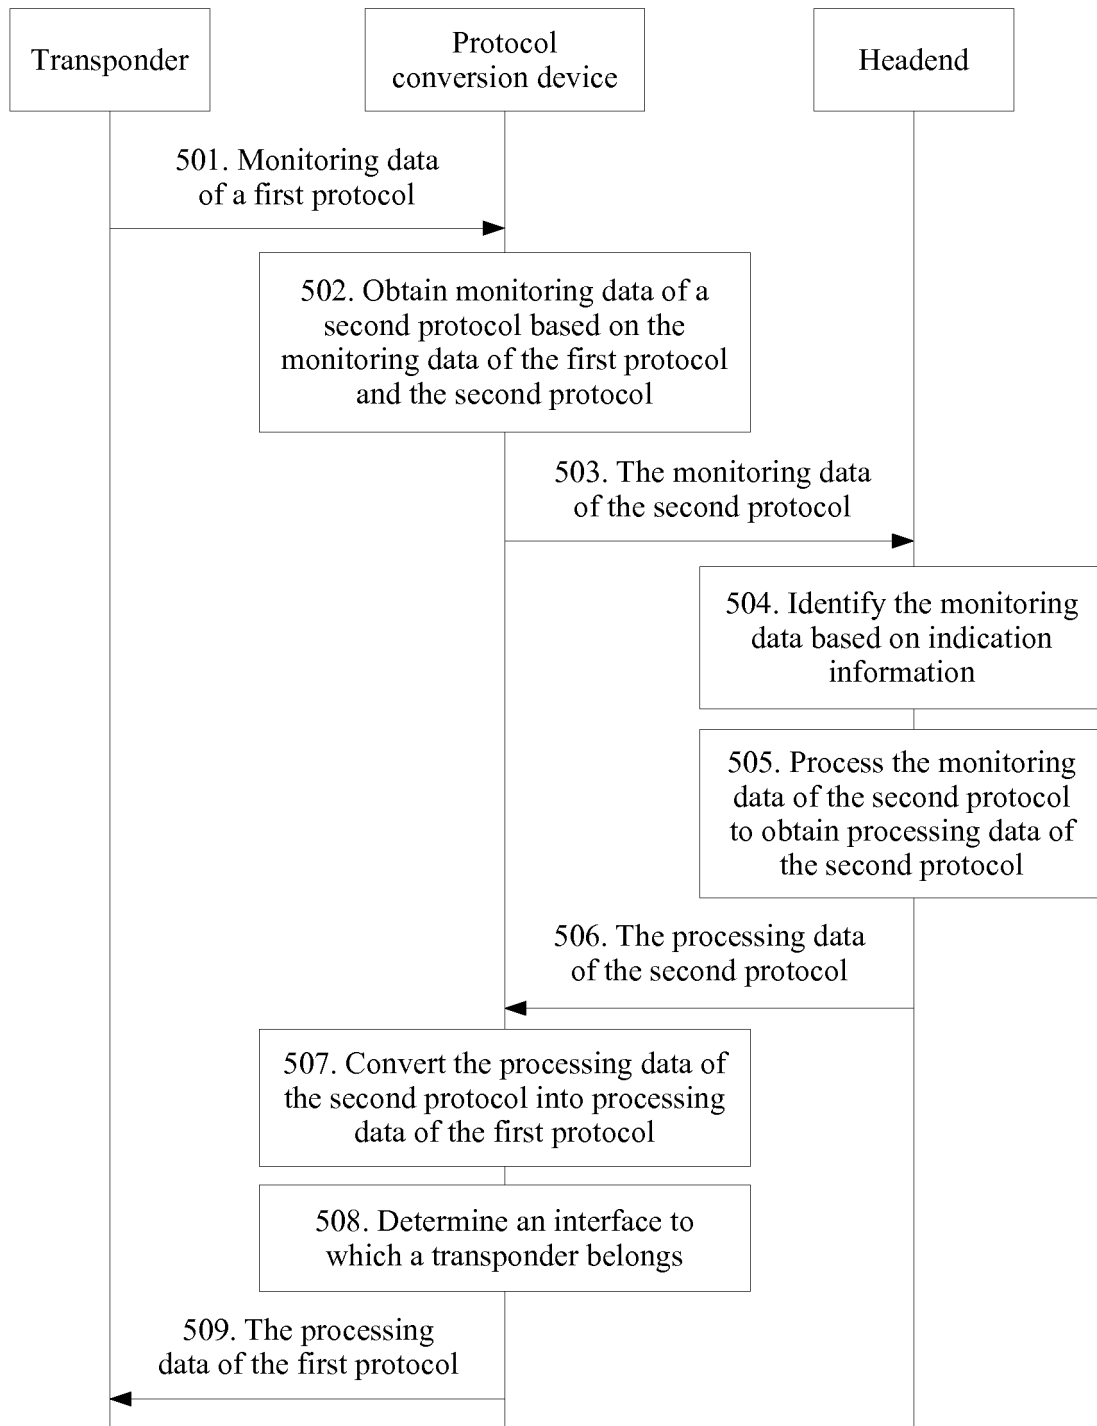 Transponder
Protocol
conversion device
Headend
501. Monitoring data
of a first protocol
502. Obtain monitoring data of a
second protocol based on the
monitoring data of the first protocol
and the second protocol
503. The monitoring data
of the second protocol
504. Identify the monitoring
data based on indication
information
505. Process the monitoring
data of the second protocol
to obtain processing data of
the second protocol
506. The processing data
of the second protocol
507. Convert the processing data of
the second protocol into processing
data of the first protocol
508. Determine an interface to
which a transponder belongs
509. The processing
data of the first protocol